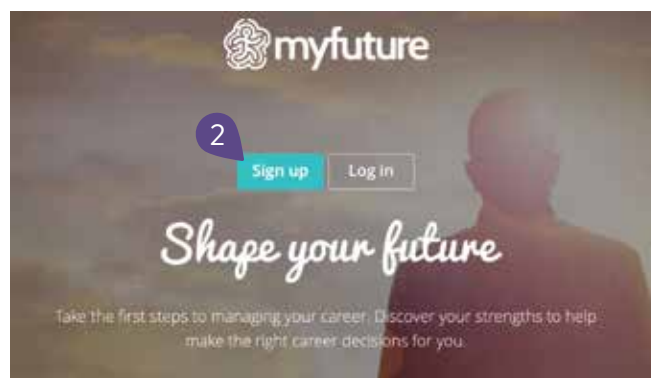 myfuture
2
Sign up
Log in
Shape your future
Take the first steps to managing your career. Discover your strengths to help
make the right career decisions for you.